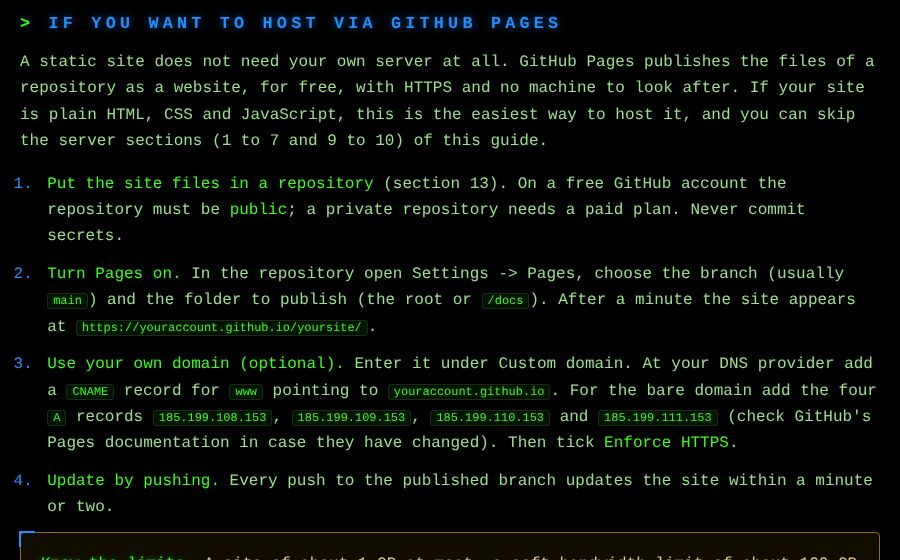 > IF YOU WANT TO HOST VIA GITHUB PAGES
A static site does not need your own server at all. GitHub Pages publishes the files of a
repository as a website, for free, with HTTPS and no machine to look after. If your site
is plain HTML, CSS and JavaScript, this is the easiest way to host it, and you can skip
the server sections (1 to 7 and 9 to 10) of this guide.
1. Put the site files in a repository (section 13). On a free GitHub account the
repository must be public; a private repository needs a paid plan. Never commit
secrets.
2. Turn Pages on. In the repository open Settings -> Pages, choose the branch (usually
main) and the folder to publish (the root or /docs). After a minute the site appears
at https://youraccount.github.io/yoursite/.
3. Use your own domain (optional). Enter it under Custom domain. At your DNS provider add
a CNAME record for www pointing to youraccount.github.io. For the bare domain add the four
A records 185.199.108.153, 185.199.109.153, 185.199.110.153 and 185.199.111.153 (check GitHub's
Pages documentation in case they have changed). Then tick Enforce HTTPS.
4. Update by pushing. Every push to the published branch updates the site within a minute
or two.